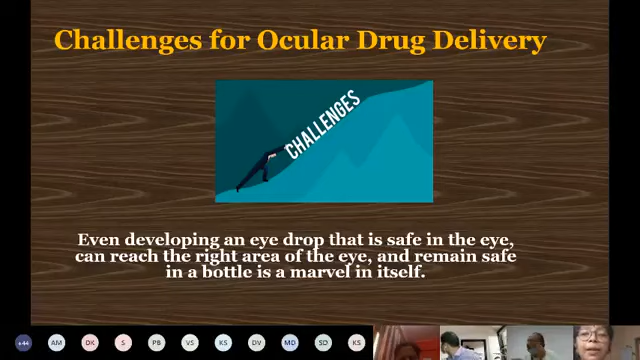 Challenges for Ocular Drug Delivery
CHALLENGES
Even developing an eye drop that is safe in the eye,
can reach the right area of the eye, and remain safe
in a bottle is a marvel in itself.
+44 AM DK S PB VS KS DV MD SD KS